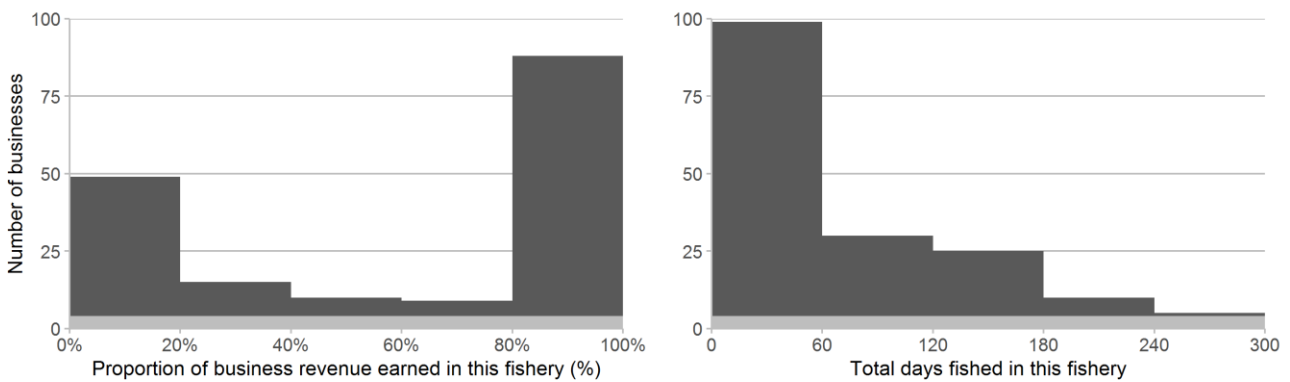 100
75
50
25
0
0% 20% 40% 60% 80% 100%
Number of businesses
Proportion of business revenue earned in this fishery (%)
100
75
50
25
0
0 60 120 180 240 300
Total days fished in this fishery